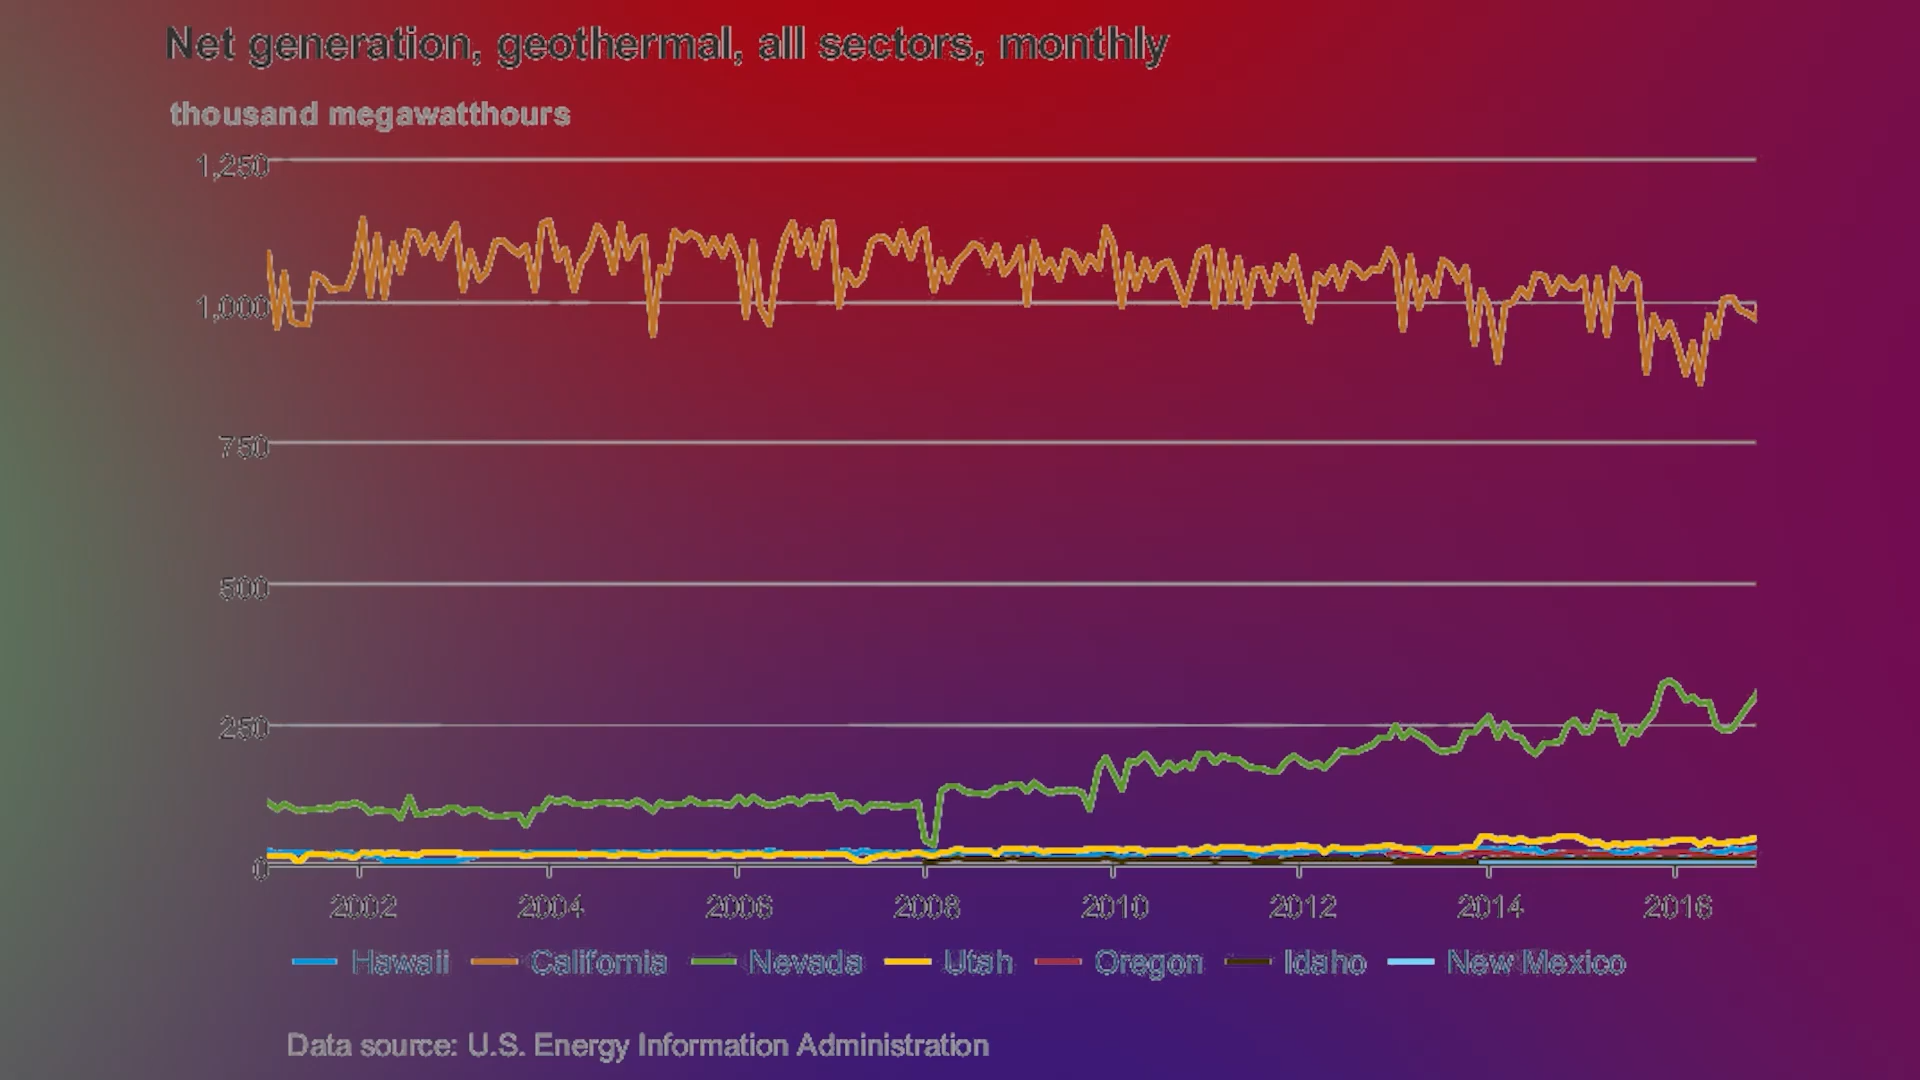 Net generation, geothermal, all sectors, monthly
thousand megawatthours
1,250
1,000
750
500
250
0
2002 2004 2006 2008 2010 2012 2014 2016
Hawaii California Nevada Utah Oregon Idaho New Mexico
Data source: U.S. Energy Information Administration